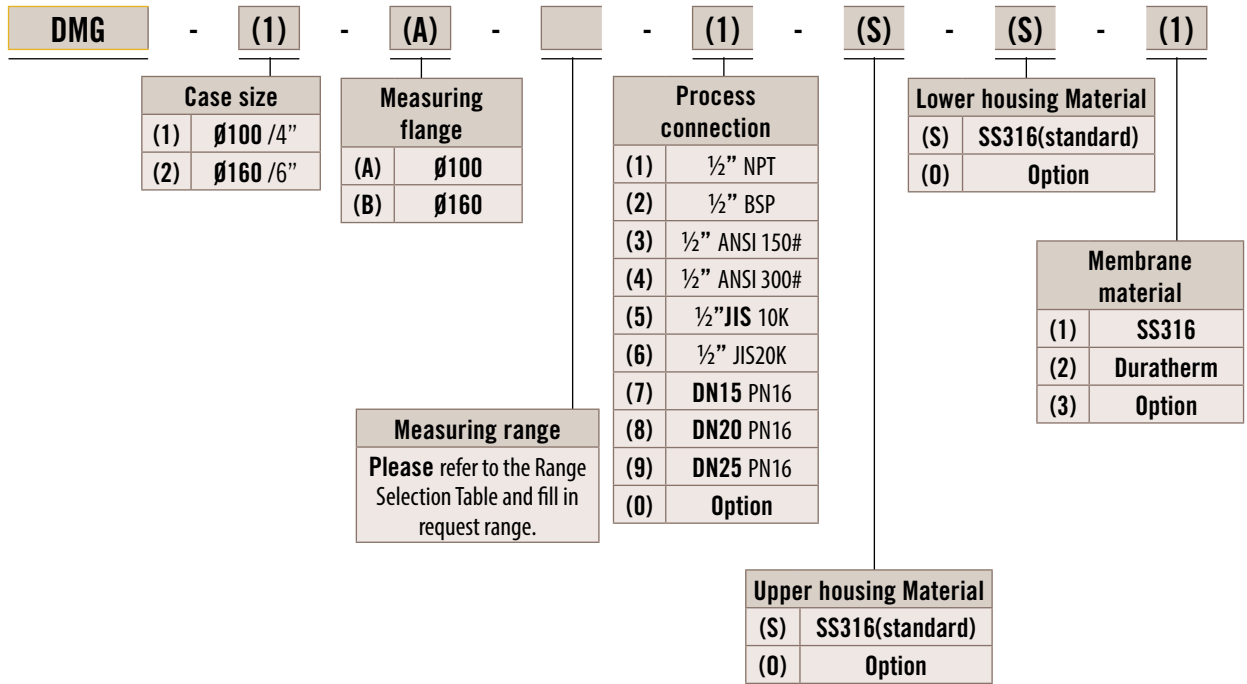 DMG - (1) - (A) - - (1) - (S) - (S) - (1)
Case size
(1) Ø100 /4”
(2) Ø160 /6”
Measuring
flange
(A) Ø100
(B) Ø160
Measuring range
Please refer to the Range
Selection Table and fill in
request range.
Process
connection
(1) ½” NPT
(2) ½” BSP
(3) ½” ANSI 150#
(4) ½” ANSI 300#
(5) ½”JIS 10K
(6) ½” JIS20K
(7) DN15 PN16
(8) DN20 PN16
(9) DN25 PN16
(0) Option
Upper housing Material
(S) SS316(standard)
(0) Option
Lower housing Material
(S) SS316(standard)
(0) Option
Membrane
material
(1) SS316
(2) Duratherm
(3) Option